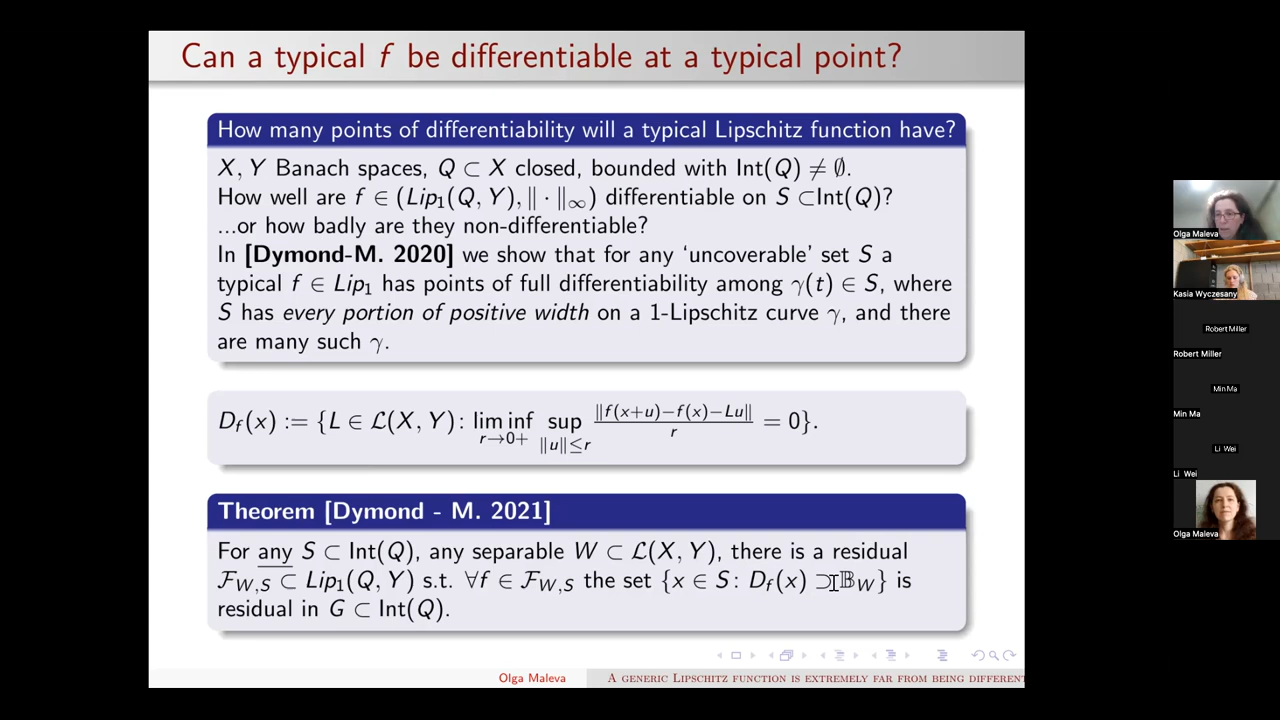 Can a typical f be differentiable at a typical point?
How many points of differentiability will a typical Lipschitz function have?
X, Y Banach spaces, Q ⊂ X closed, bounded with Int(Q) ≠ ∅.
How well are f ∈ (Lip₁(Q, Y), ‖ · ‖∞) differentiable on S ⊂Int(Q)?
...or how badly are they non-differentiable?
In [Dymond-M. 2020] we show that for any ‘uncoverable’ set S a
typical f ∈ Lip₁ has points of full differentiability among γ(t) ∈ S, where
S has every portion of positive width on a 1-Lipschitz curve γ, and there
are many such γ.
D_f(x) := {L ∈ ℒ(X, Y): lim inf_{r→0+} sup_{‖u‖≤r} ‖f(x+u)−f(x)−Lu‖/r = 0}.
Theorem [Dymond - M. 2021]
For any S ⊂ Int(Q), any separable W ⊂ ℒ(X, Y), there is a residual
ℱ_{W,S} ⊂ Lip₁(Q, Y) s.t. ∀f ∈ ℱ_{W,S} the set {x ∈ S: D_f(x) ⊃ 𝔹_W} is
residual in G ⊂ Int(Q).
Olga Maleva
A GENERIC LIPSCHITZ FUNCTION IS EXTREMELY FAR FROM BEING DIFFEREN
Olga Maleva
Kasia Wyczesany
Robert Miller
Robert Miller
Min Ma
Min Ma
Li Wei
Li Wei
Olga Maleva